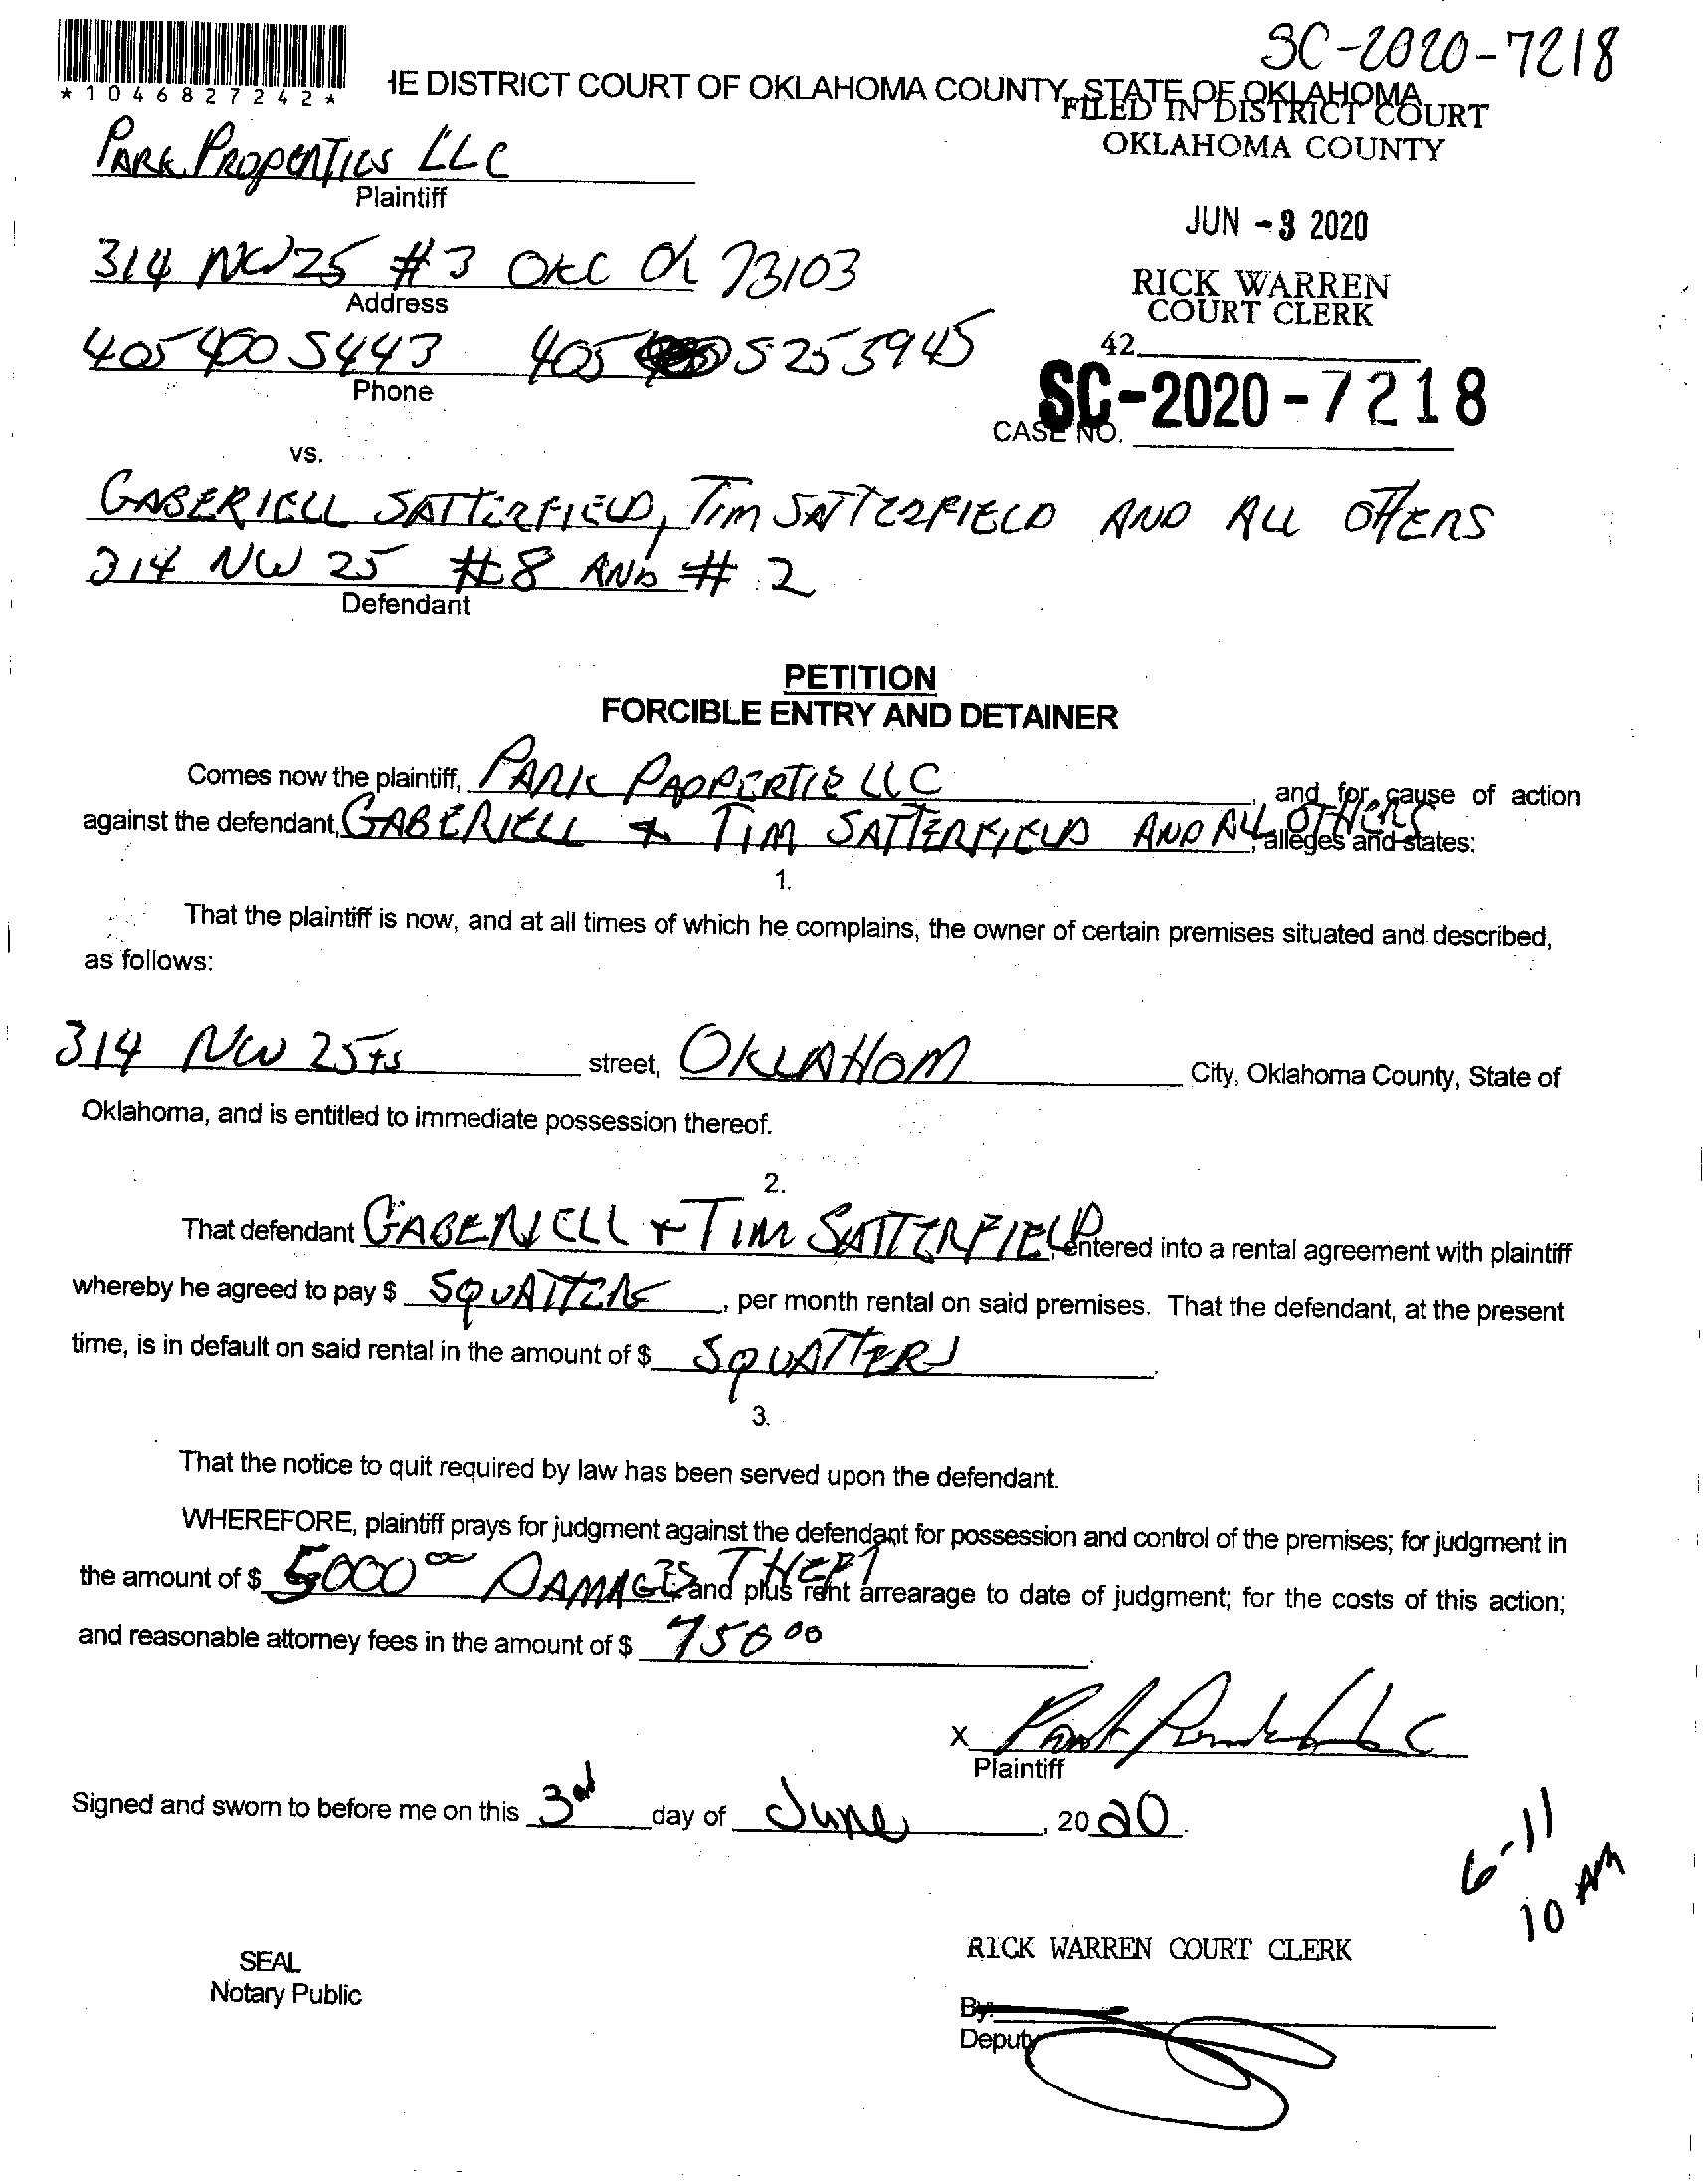 SC-2020-7218
*1046827242*
IE DISTRICT COURT OF OKLAHOMA COUNTY, STATE OF OKLAHOMA
FILED IN DISTRICT COURT
OKLAHOMA COUNTY
PARK PROPERTIES LLC
Plaintiff
JUN -3 2020
314 NW 25 #3 OKC Ok 73103
Address
RICK WARREN
COURT CLERK
405 400 5443 405 525 5945
Phone
42
SC-2020-7218
CASE NO.
vs.
GABERIELL SATTERFIELD, TIM SATTERFIELD AND ALL OTHERS
314 NW 25 #8 AND # 2
Defendant
PETITION
FORCIBLE ENTRY AND DETAINER
Comes now the plaintiff, PARK PROPERTIE LLC, and for cause of action
against the defendant, GABERIELL & TIM SATTERFIELD AND ALL OTHERS, alleges and states:
1.
That the plaintiff is now, and at all times of which he complains, the owner of certain premises situated and described,
as follows:
314 NW 25TS street, OKLAHOM City, Oklahoma County, State of
Oklahoma, and is entitled to immediate possession thereof.
2.
That defendant GABERIELL & TIM SATTERFIELD, entered into a rental agreement with plaintiff
whereby he agreed to pay $ SQUATTERS, per month rental on said premises. That the defendant, at the present
time, is in default on said rental in the amount of $ SQUATTERS.
3.
That the notice to quit required by law has been served upon the defendant.
WHEREFORE, plaintiff prays for judgment against the defendant for possession and control of the premises; for judgment in
the amount of $ 5000 00 DAMAGES THEFT and plus rent arrearage to date of judgment; for the costs of this action;
and reasonable attorney fees in the amount of $ 750 00.
X
Plaintiff
Signed and sworn to before me on this 3rd day of June, 2020.
6-11
10 AM
RICK WARREN COURT CLERK
SEAL
Notary Public
By:
Deputy